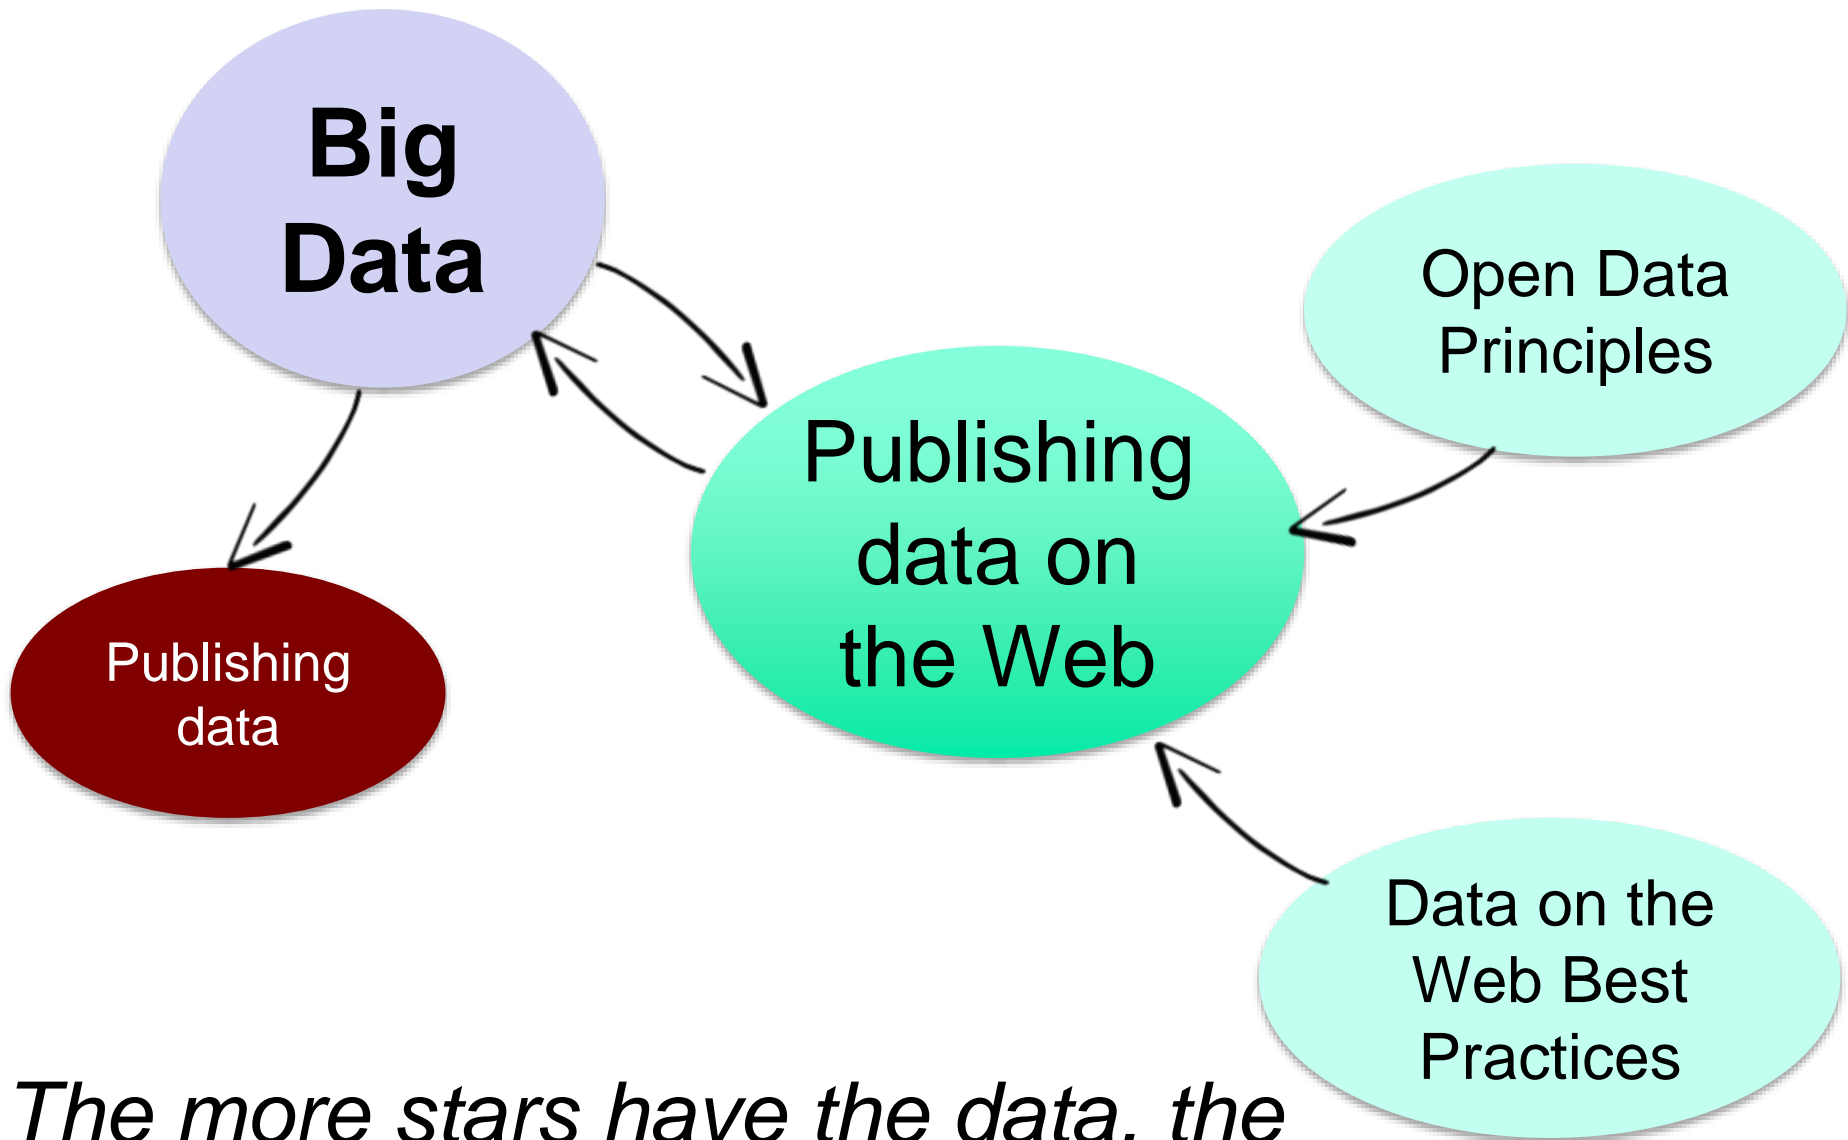 Big
Data
Open Data
Principles
Publishing
data on
the Web
Publishing
data
Data on the
Web Best
Practices
The more stars have the data, the